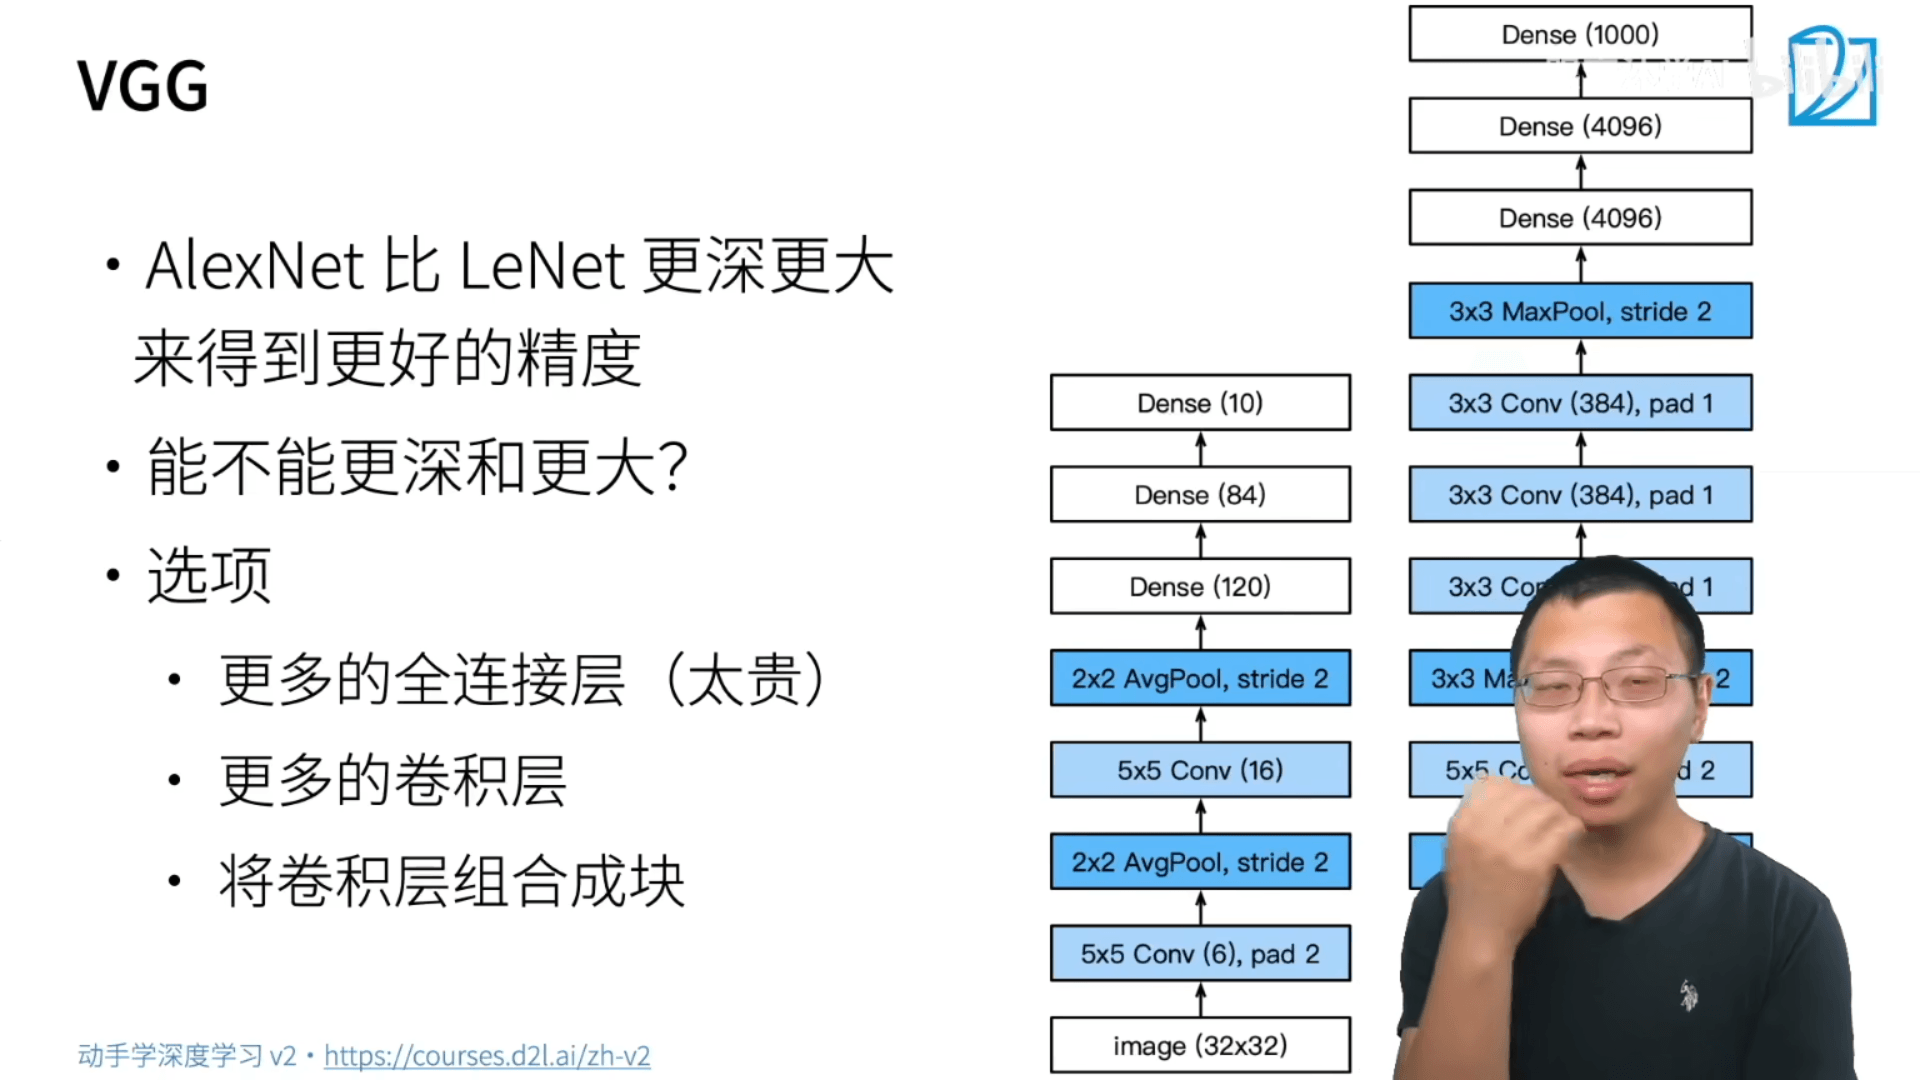 VGG
• AlexNet 比 LeNet 更深更大
来得到更好的精度
• 能不能更深和更大？
• 选项
• 更多的全连接层（太贵）
• 更多的卷积层
• 将卷积层组合成块
动手学深度学习 v2 • https://courses.d2l.ai/zh-v2
Dense (10)
Dense (84)
Dense (120)
2x2 AvgPool, stride 2
5x5 Conv (16)
2x2 AvgPool, stride 2
5x5 Conv (6), pad 2
image (32x32)
Dense (1000)
Dense (4096)
Dense (4096)
3x3 MaxPool, stride 2
3x3 Conv (384), pad 1
3x3 Conv (384), pad 1
3x3 pad 1
3x3 2
5x5 2
bilibili